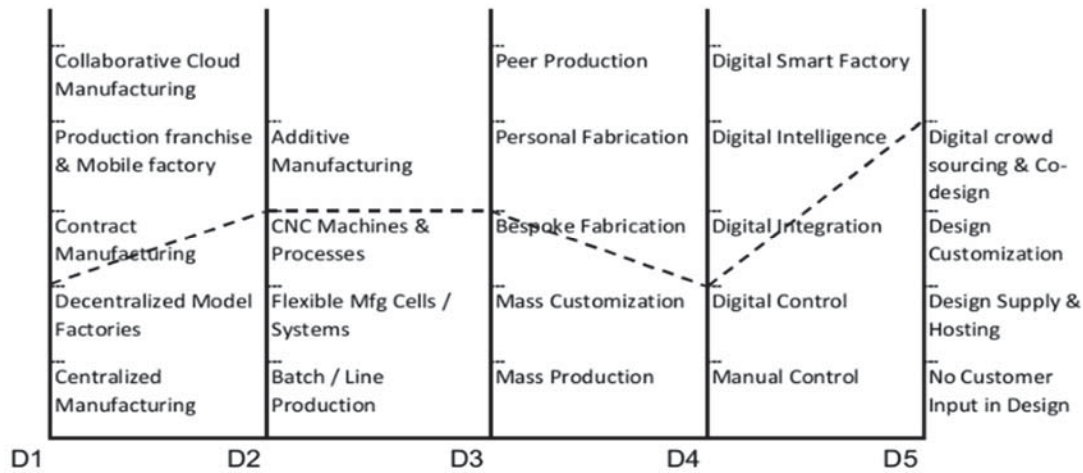 Collaborative Cloud
Manufacturing
Production franchise
& Mobile factory
Contract
Manufacturing
Decentralized Model
Factories
Centralized
Manufacturing
Additive
Manufacturing
CNC Machines &
Processes
Flexible Mfg Cells /
Systems
Batch / Line
Production
Peer Production
Personal Fabrication
Bespoke Fabrication
Mass Customization
Mass Production
Digital Smart Factory
Digital Intelligence
Digital Integration
Digital Control
Manual Control
Digital crowd
sourcing & Co-
design
Design
Customization
Design Supply &
Hosting
No Customer
Input in Design
D1
D2
D3
D4
D5